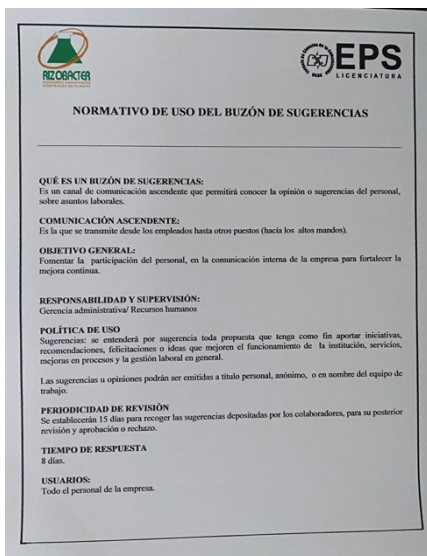 RIZOBACTER
EPS
LICENCIATURA
NORMATIVO DE USO DEL BUZÓN DE SUGERENCIAS
QUÉ ES UN BUZÓN DE SUGERENCIAS:
Es un canal de comunicación ascendente que permitirá conocer la opinión o sugerencias del personal,
sobre asuntos laborales.
COMUNICACIÓN ASCENDENTE:
Es la que se transmite desde los empleados hasta otros puestos (hacia los altos mandos).
OBJETIVO GENERAL:
Fomentar la participación del personal, en la comunicación interna de la empresa para fortalecer la
mejora continua.
RESPONSABILIDAD Y SUPERVISIÓN:
Gerencia administrativa/ Recursos humanos
POLÍTICA DE USO
Sugerencias: se entenderá por sugerencia toda propuesta que tenga como fin aportar iniciativas,
recomendaciones, felicitaciones o ideas que mejoren el funcionamiento de la institución, servicios,
mejoras en procesos y la gestión laboral en general.
Las sugerencias u opiniones podrán ser emitidas a título personal, anónimo, o en nombre del equipo de
trabajo.
PERIODICIDAD DE REVISIÓN
Se establecerán 15 días para recoger las sugerencias depositadas por los colaboradores, para su posterior
revisión y aprobación o rechazo.
TIEMPO DE RESPUESTA
8 días.
USUARIOS:
Todo el personal de la empresa.